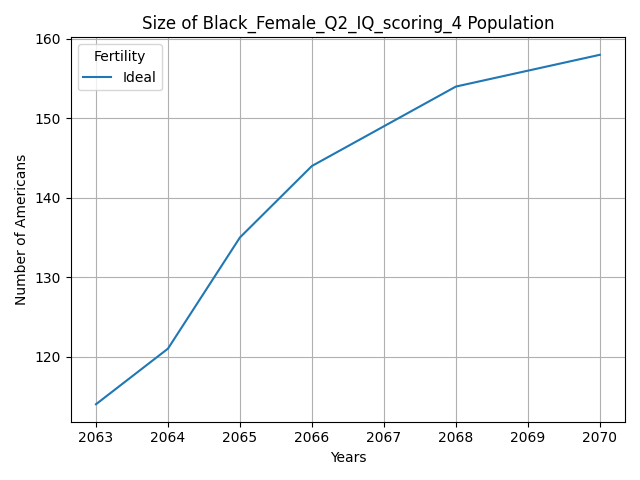 Size of Black_Female_Q2_IQ_scoring_4 Population
Fertility
Ideal
Number of Americans
160
150
140
130
120
2063 2064 2065 2066 2067 2068 2069 2070
Years